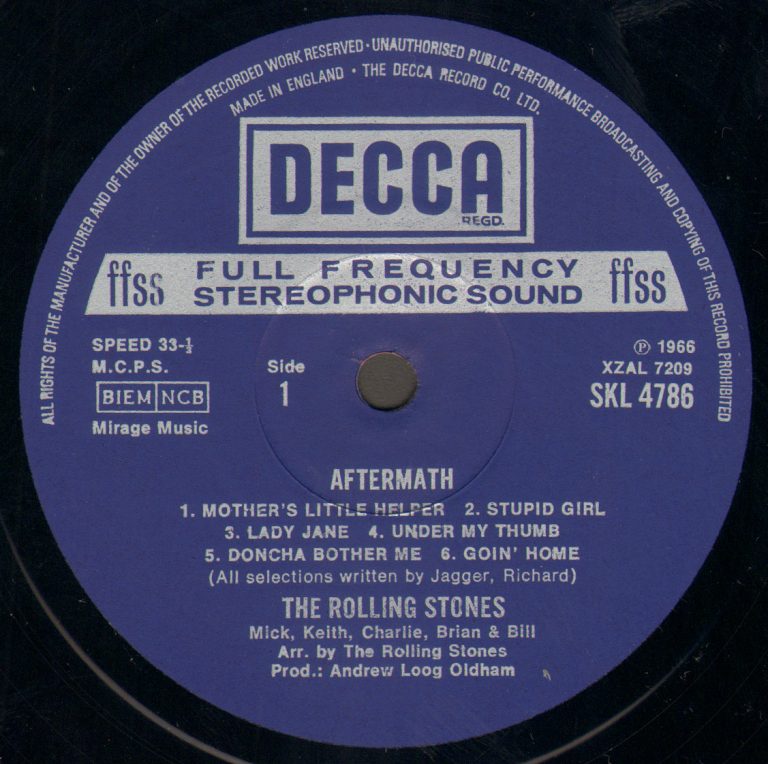 ALL RIGHTS OF THE MANUFACTURER AND OF THE OWNER OF THE RECORDED WORK RESERVED · UNAUTHORISED PUBLIC PERFORMANCE BROADCASTING AND COPYING OF THIS RECORD PROHIBITED
MADE IN ENGLAND · THE DECCA RECORD CO. LTD.
DECCA
REGD.
ffss FULL FREQUENCY ffss
STEREOPHONIC SOUND
SPEED 33-⅓
M.C.P.S.
BIEM NCB
Mirage Music
Side
1
℗ 1966
XZAL 7209
SKL 4786
AFTERMATH
1. MOTHER'S LITTLE HELPER 2. STUPID GIRL
3. LADY JANE 4. UNDER MY THUMB
5. DONCHA BOTHER ME 6. GOIN' HOME
(All selections written by Jagger, Richard)
THE ROLLING STONES
Mick, Keith, Charlie, Brian & Bill
Arr. by The Rolling Stones
Prod.: Andrew Loog Oldham